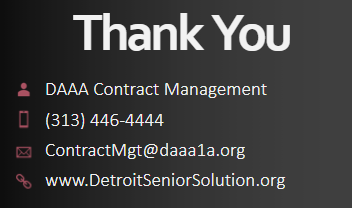 Thank You
DAAA Contract Management
(313) 446-4444
ContractMgt@daaa1a.org
www.DetroitSeniorSolution.org